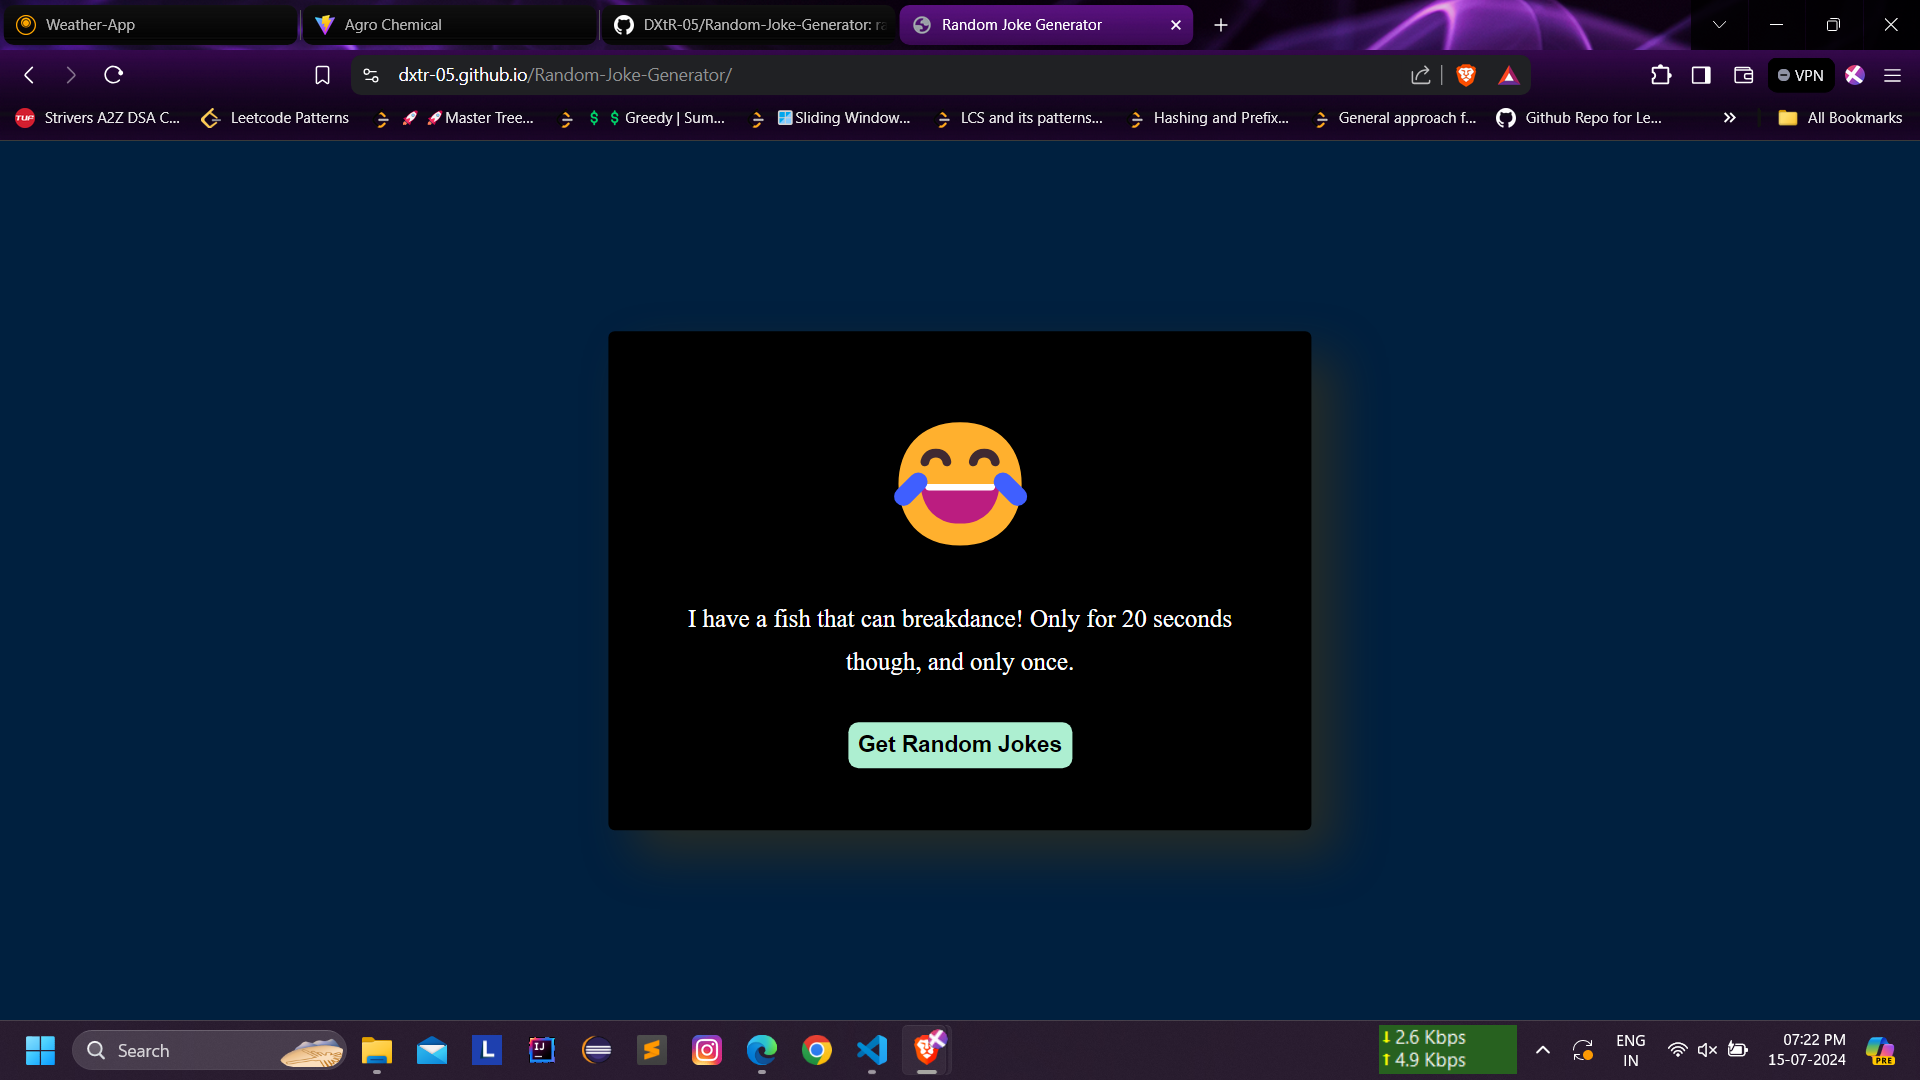 Weather-App
Agro Chemical
DXtR-05/Random-Joke-Generator: ra
Random Joke Generator
dxtr-05.github.io/Random-Joke-Generator/
VPN
TUF Strivers A2Z DSA C...
Leetcode Patterns
🚀 🚀Master Tree...
$ $ Greedy | Sum...
🪟Sliding Window...
LCS and its patterns...
Hashing and Prefix...
General approach f...
Github Repo for Le...
All Bookmarks
I have a fish that can breakdance! Only for 20 seconds
though, and only once.
Get Random Jokes
Search
L
IJ
2.6 Kbps
4.9 Kbps
ENG
IN
07:22 PM
15-07-2024
PRE